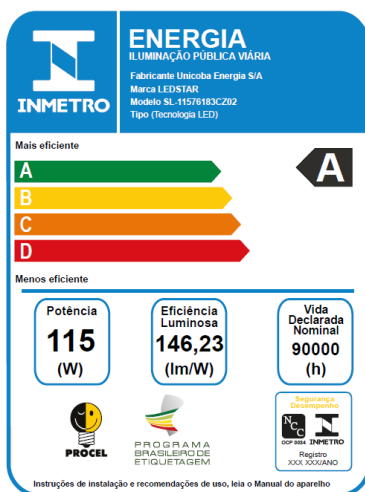 INMETRO
ENERGIA
ILUMINAÇÃO PÚBLICA VIÁRIA
Fabricante Unicoba Energia S/A
Marca LEDSTAR
Modelo SL-11576183CZ02
Tipo (Tecnologia LED)
Mais eficiente
A
A
B
C
D
Menos eficiente
Potência
115
(W)
Eficiência
Luminosa
146,23
(lm/W)
Vida
Declarada
Nominal
90000
(h)
PROCEL
PROGRAMA
BRASILEIRO DE
ETIQUETAGEM
Segurança
Desempenho
NCC
OCP 0034
INMETRO
Registro
XXX XXX/ANO
Instruções de instalação e recomendações de uso, leia o Manual do aparelho